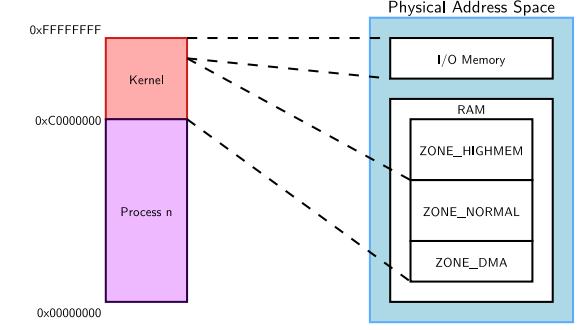 Physical Address Space
0xFFFFFFFF
I/O Memory
Kernel
RAM
0xC0000000
ZONE_HIGHMEM
Process n
ZONE_NORMAL
ZONE_DMA
0x00000000